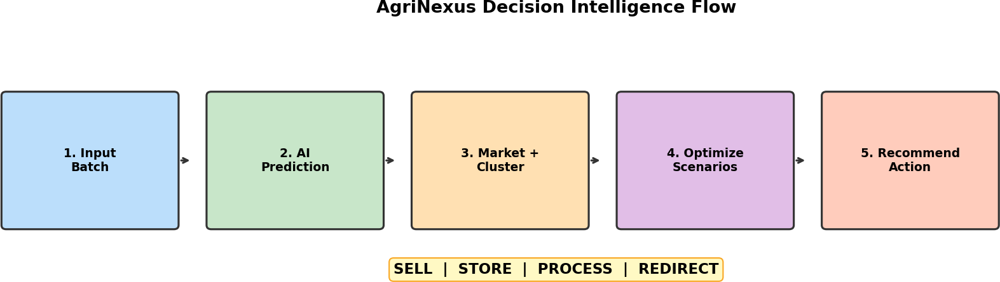 AgriNexus Decision Intelligence Flow
1. Input
Batch
2. AI
Prediction
3. Market +
Cluster
4. Optimize
Scenarios
5. Recommend
Action
SELL | STORE | PROCESS | REDIRECT